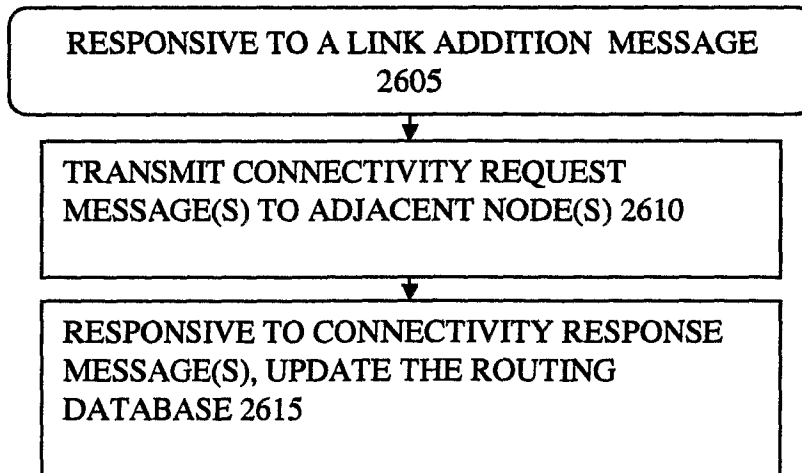 RESPONSIVE TO A LINK ADDITION MESSAGE
2605
TRANSMIT CONNECTIVITY REQUEST
MESSAGE(S) TO ADJACENT NODE(S) 2610
RESPONSIVE TO CONNECTIVITY RESPONSE
MESSAGE(S), UPDATE THE ROUTING
DATABASE 2615